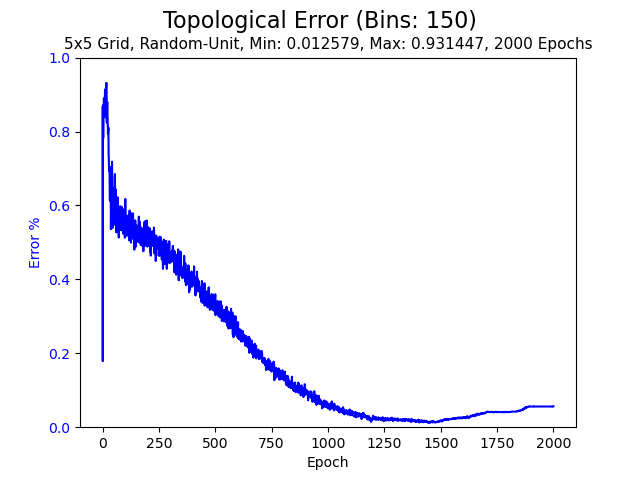 Topological Error (Bins: 150)
5x5 Grid, Random-Unit, Min: 0.012579, Max: 0.931447, 2000 Epochs
1.0
0.8
0.6
0.4
0.2
0.0
Error %
0 250 500 750 1000 1250 1500 1750 2000
Epoch